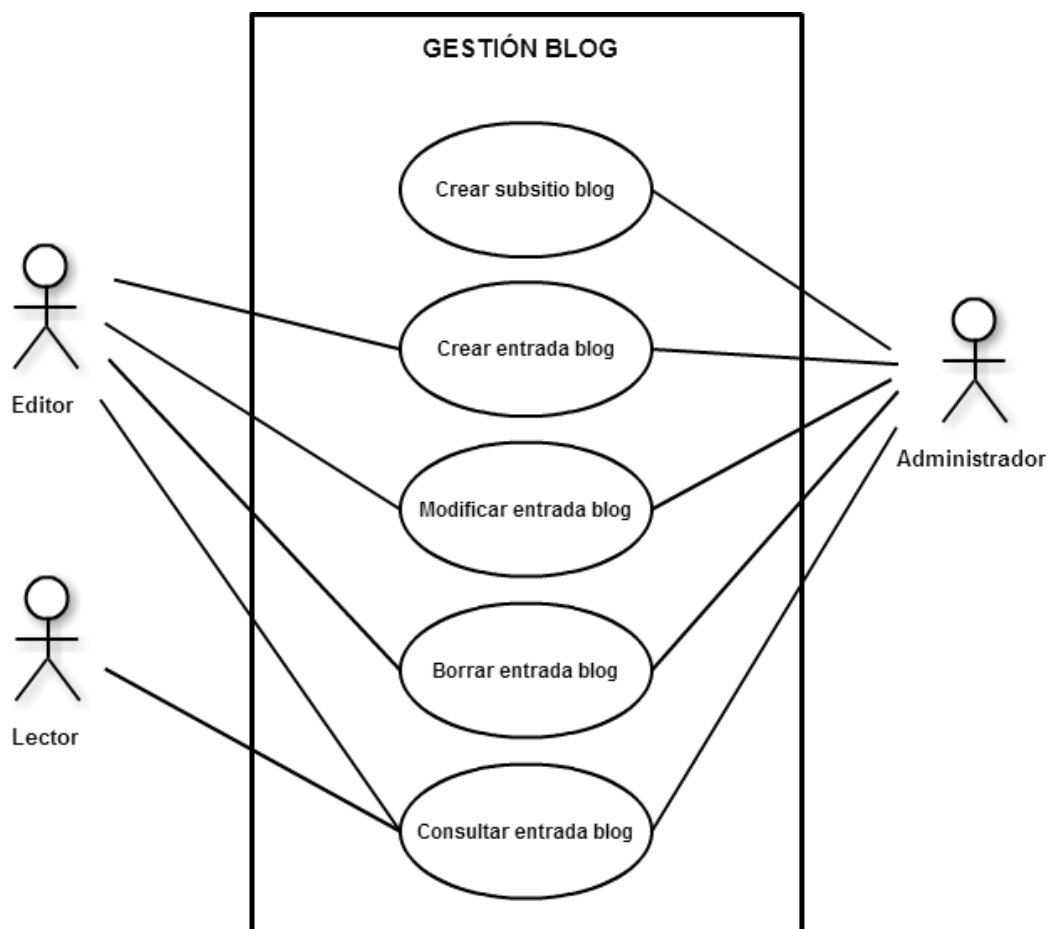 GESTIÓN BLOG
Crear subsitio blog
Crear entrada blog
Editor
Administrador
Modificar entrada blog
Borrar entrada blog
Lector
Consultar entrada blog